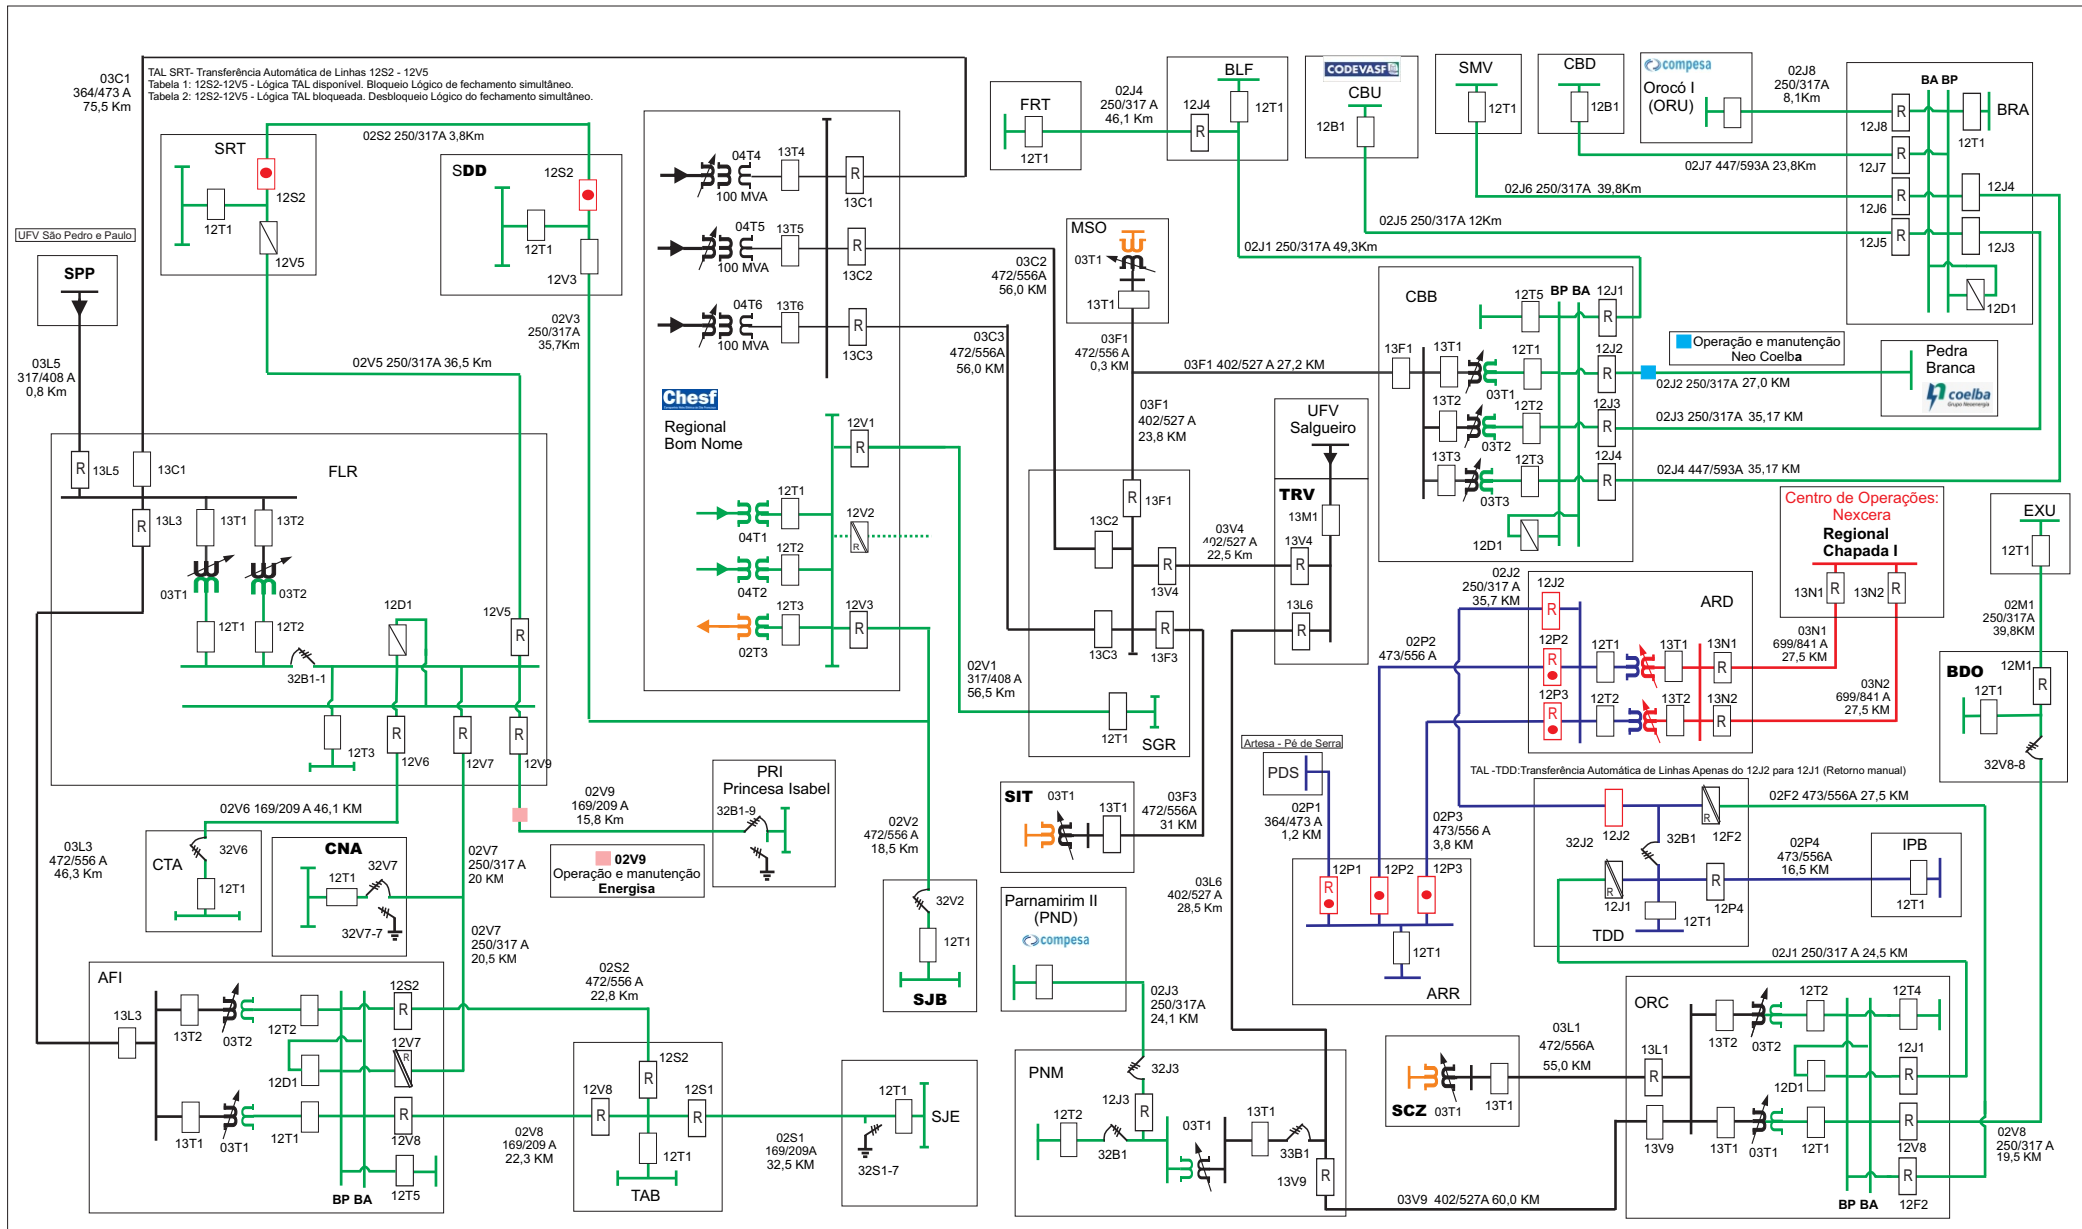 03C1
364/473 A
75,5 Km
TAL SRT- Transferência Automática de Linhas 12S2 - 12V5
Tabela 1: 12S2-12V5 - Lógica TAL disponível. Bloqueio Lógico de fechamento simultâneo.
Tabela 2: 12S2-12V5 - Lógica TAL bloqueada. Desbloqueio Lógico do fechamento simultâneo.
02S2 250/317A 3,8Km
SRT
12S2
12T1
12V5
SDD
12S2
12T1
12V3
UFV São Pedro e Paulo
SPP
03L5
317/408 A
0,8 Km
02V5 250/317A 36,5 Km
02V3
250/317A
35,7Km
04T4
13T4
R
13C1
100 MVA
04T5
13T5
R
13C2
100 MVA
04T6
13T6
R
13C3
100 MVA
Chesf
Regional
Bom Nome
12V1
R
12T1
04T1
12V2
R
12T2
04T2
12T3
02T3
12V3
R
FLR
R
13L5
13C1
R
13L3
13T1
13T2
03T1
03T2
12T1
12T2
32B1-1
12D1
12V5
R
12T3
R
12V6
R
12V7
R
12V9
02V6 169/209 A 46,1 KM
02V9
169/209 A
15,8 Km
PRI
Princesa Isabel
32B1-9
02V9
Operação e manutenção
Energisa
CTA
32V6
12T1
CNA
12T1
32V7
32V7-7
02V7
250/317 A
20 KM
02V7
250/317 A
20,5 KM
03L3
472/556 A
46,3 Km
AFI
13L3
13T2
03T2
12T2
12S2
R
12V7
R
12D1
13T1
03T1
12T1
R
12V8
12T5
BP BA
02S2
472/556 A
22,8 Km
12S2
R
12V8
R
12S1
R
12T1
TAB
02V8
169/209 A
22,3 KM
02S1
169/209A
32,5 KM
12T1
SJE
32S1-7
02V2
472/556 A
18,5 Km
32V2
12T1
SJB
02V1
317/408 A
56,5 Km
FRT
12T1
02J4
250/317 A
46,1 Km
BLF
12J4
R
12T1
CODEVASF
CBU
12B1
SMV
12T1
CBD
12B1
compesa
Orocó I
(ORU)
02J8
250/317A
8,1Km
BA BP
BRA
R
12J8
12T1
R
12J7
02J7 447/593A 23,8Km
02J6 250/317A 39,8Km
R
12J6
12J4
02J5 250/317A 12Km
R
12J5
12J3
12D1
02J1 250/317A 49,3Km
MSO
03T1
13T1
03C2
472/556A
56,0 KM
03C3
472/556A
56,0 KM
03F1
472/556 A
0,3 KM
03F1 402/527 A 27,2 KM
03F1
402/527 A
23,8 KM
CBB
BP BA
12T5
12J1
R
13F1
13T1
03T1
12T1
12J2
R
13T2
03T2
12T2
12J3
R
13T3
03T3
12T3
12J4
R
12D1
Operação e manutenção
Neo Coelba
02J2 250/317A 27,0 KM
Pedra
Branca
coelba
Grupo Neoenergia
02J3 250/317A 35,17 KM
02J4 447/593A 35,17 KM
UFV
Salgueiro
TRV
13M1
13V4
R
13L6
R
R
13F1
13C2
R
13V4
13C3
R
13F3
12T1
SGR
03V4
402/527 A
22,5 Km
SIT
03T1
13T1
03F3
472/556A
31 KM
03L6
402/527 A
28,5 Km
Centro de Operações:
Nexcera
Regional
Chapada I
13N1
R
13N2
R
EXU
12T1
02M1
250/317A
39,8KM
03N1
699/841 A
27,5 KM
03N2
699/841 A
27,5 KM
02J2
250/317 A
35,7 KM
12J2
R
ARD
12P2
R
12T1
13T1
13N1
R
12P3
R
12T2
13T2
13N2
R
02P2
473/556 A
BDO
12M1
R
12T1
32V8-8
Artesa - Pé de Serra
PDS
02P1
364/473 A
1,2 KM
02P3
473/556 A
3,8 KM
12P1
R
12P2
12P3
12T1
ARR
TAL -TDD:Transferência Automática de Linhas Apenas do 12J2 para 12J1 (Retorno manual)
32J2
12J2
32B1
R
12F2
R
12J1
R
12P4
12T1
TDD
02F2 473/556A 27,5 KM
02P4
473/556A
16,5 KM
IPB
12T1
02J1 250/317 A 24,5 KM
Parnamirim II
(PND)
compesa
02J3
250/317A
24,1 KM
PNM
32J3
12J3
R
12T2
32B1
03T1
13T1
33B1
13V9
R
SCZ
03T1
13T1
03L1
472/556A
55,0 KM
ORC
13L1
R
13V9
13T2
03T2
12T2
12T4
12J1
R
12D1
13T1
03T1
12T1
R
12V8
R
12F2
BP BA
03V9 402/527A 60,0 KM
02V8
250/317 A
19,5 KM